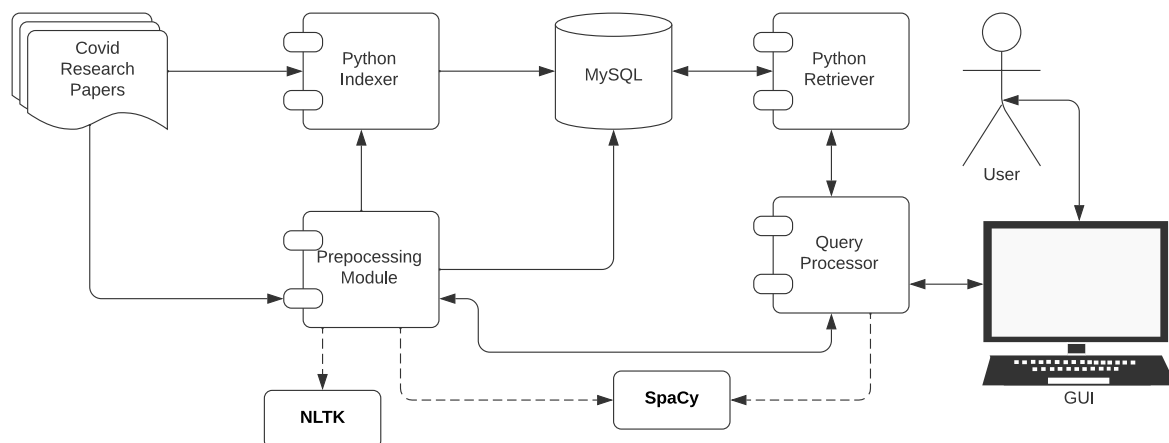 Covid
Research
Papers
Python
Indexer
MySQL
Python
Retriever
User
Prepocessing
Module
Query
Processor
NLTK
SpaCy
GUI